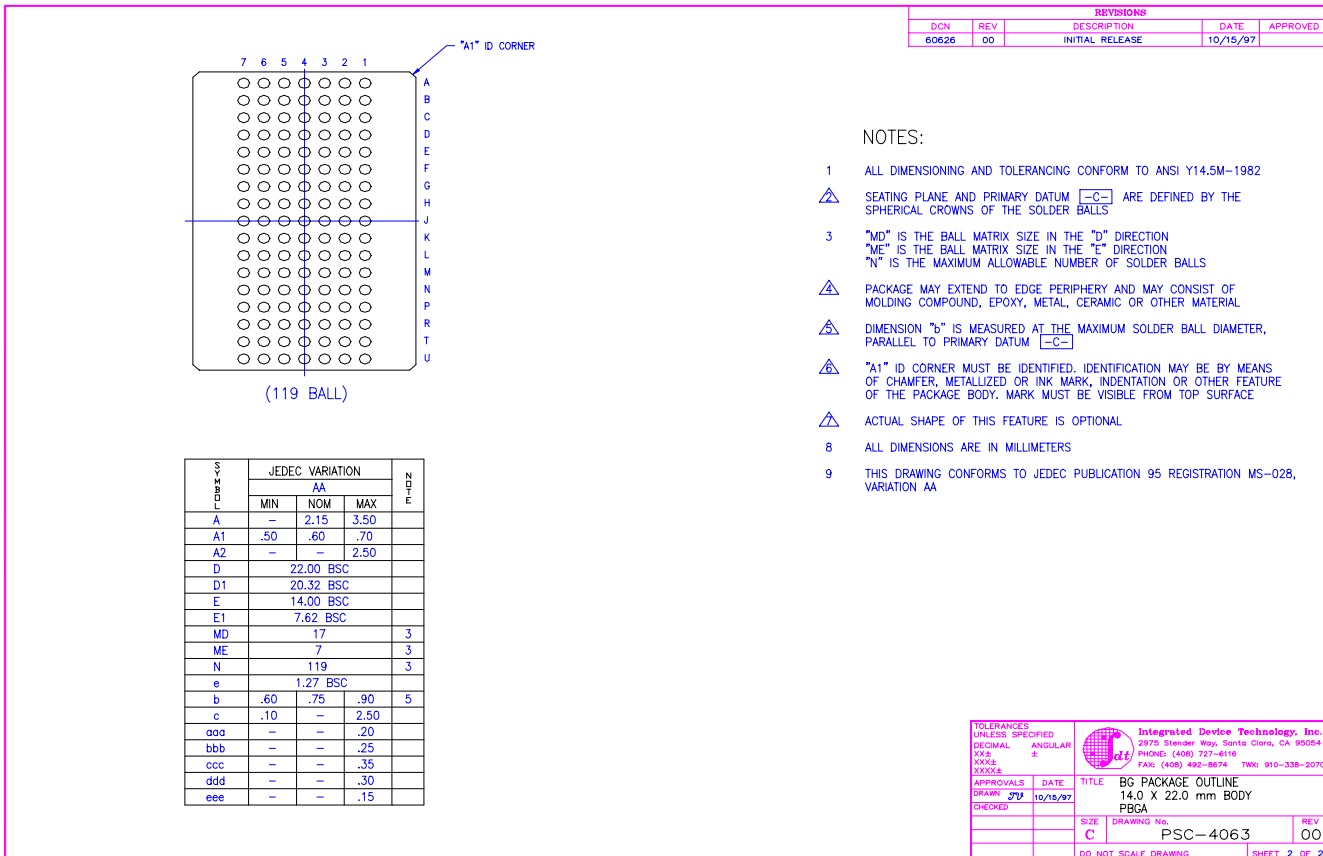 REVISIONS
DCN REV DESCRIPTION DATE APPROVED
60626 00 INITIAL RELEASE 10/15/97
"A1" ID CORNER
7 6 5 4 3 2 1
A
B
C
D
E
F
G
H
J
K
L
M
N
P
R
T
U
(119 BALL)
NOTES:
1 ALL DIMENSIONING AND TOLERANCING CONFORM TO ANSI Y14.5M-1982
2 SEATING PLANE AND PRIMARY DATUM -C- ARE DEFINED BY THE
SPHERICAL CROWNS OF THE SOLDER BALLS
3 "MD" IS THE BALL MATRIX SIZE IN THE "D" DIRECTION
"ME" IS THE BALL MATRIX SIZE IN THE "E" DIRECTION
"N" IS THE MAXIMUM ALLOWABLE NUMBER OF SOLDER BALLS
4 PACKAGE MAY EXTEND TO EDGE PERIPHERY AND MAY CONSIST OF
MOLDING COMPOUND, EPOXY, METAL, CERAMIC OR OTHER MATERIAL
5 DIMENSION "b" IS MEASURED AT THE MAXIMUM SOLDER BALL DIAMETER,
PARALLEL TO PRIMARY DATUM -C-
6 "A1" ID CORNER MUST BE IDENTIFIED. IDENTIFICATION MAY BE BY MEANS
OF CHAMFER, METALLIZED OR INK MARK, INDENTATION OR OTHER FEATURE
OF THE PACKAGE BODY. MARK MUST BE VISIBLE FROM TOP SURFACE
7 ACTUAL SHAPE OF THIS FEATURE IS OPTIONAL
8 ALL DIMENSIONS ARE IN MILLIMETERS
9 THIS DRAWING CONFORMS TO JEDEC PUBLICATION 95 REGISTRATION MS-028,
VARIATION AA
SYMBOL JEDEC VARIATION NOTE
AA
MIN NOM MAX
A - 2.15 3.50
A1 .50 .60 .70
A2 - - 2.50
D 22.00 BSC
D1 20.32 BSC
E 14.00 BSC
E1 7.62 BSC
MD 17 3
ME 7 3
N 119 3
e 1.27 BSC
b .60 .75 .90 5
c .10 - 2.50
aaa - - .20
bbb - - .25
ccc - - .35
ddd - - .30
eee - - .15
TOLERANCES
UNLESS SPECIFIED
DECIMAL ANGULAR
XX± ±
XXX±
XXXX±
idt
Integrated Device Technology, Inc.
2975 Stender Way, Santa Clara, CA 95054
PHONE: (408) 727-6116
FAX: (408) 492-8674 TWX: 910-338-2070
APPROVALS DATE
DRAWN TV 10/15/97
CHECKED
TITLE BG PACKAGE OUTLINE
14.0 X 22.0 mm BODY
PBGA
SIZE DRAWING No. REV
C PSC-4063 00
DO NOT SCALE DRAWING SHEET 2 OF 2